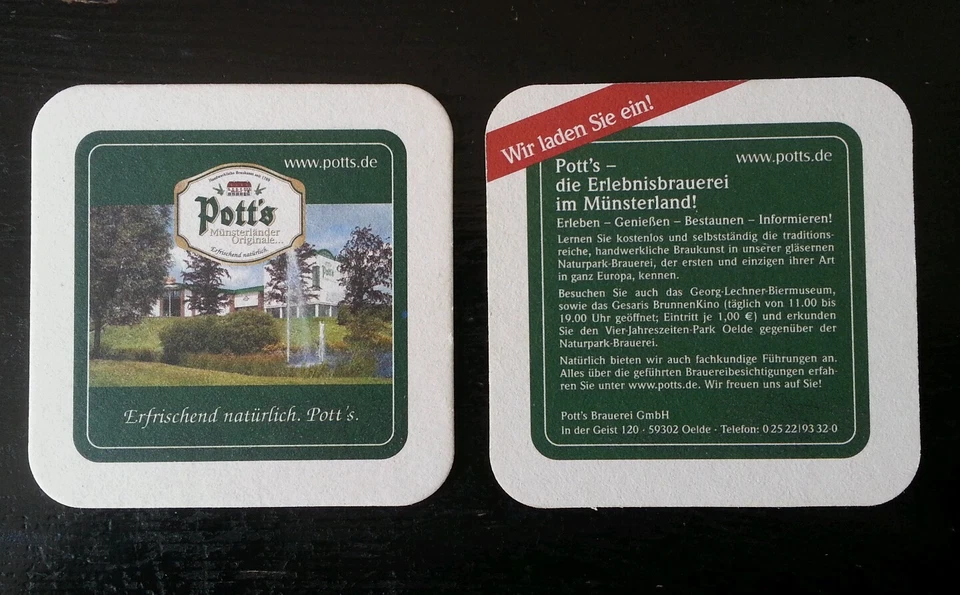 www.potts.de
Handwerkliche Braukunst seit 1769
Pott's
Münsterländer
Originale...
Erfrischend natürlich.
Pott's
Erfrischend natürlich. Pott's.
Wir laden Sie ein!
www.potts.de
Pott's –
die Erlebnisbrauerei
im Münsterland!
Erleben – Genießen – Bestaunen – Informieren!
Lernen Sie kostenlos und selbstständig die traditions-
reiche, handwerkliche Braukunst in unserer gläsernen
Naturpark-Brauerei, der ersten und einzigen ihrer Art
in ganz Europa, kennen.
Besuchen Sie auch das Georg-Lechner-Biermuseum,
sowie das Gesaris BrunnenKino (täglich von 11.00 bis
19.00 Uhr geöffnet; Eintritt je 1,00 €) und erkunden
Sie den Vier-Jahreszeiten-Park Oelde gegenüber der
Naturpark-Brauerei.
Natürlich bieten wir auch fachkundige Führungen an.
Alles über die geführten Brauereibesichtigungen erfah-
ren Sie unter www.potts.de. Wir freuen uns auf Sie!
Pott's Brauerei GmbH
In der Geist 120 - 59302 Oelde - Telefon: 0 25 22|93 32-0